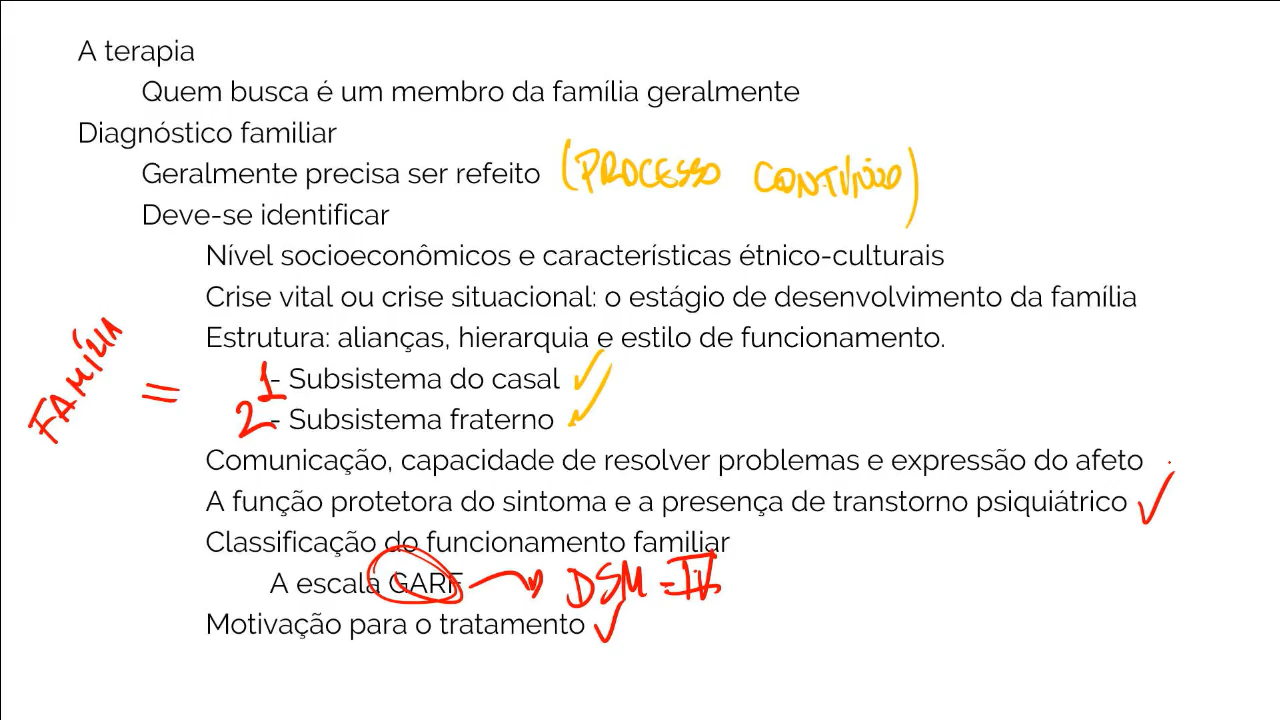 A terapia
Quem busca é um membro da família geralmente
Diagnóstico familiar
Geralmente precisa ser refeito (PROCESSO CONTÍNUO)
Deve-se identificar
Nível socioeconômicos e características étnico-culturais
Crise vital ou crise situacional: o estágio de desenvolvimento da família
Estrutura: alianças, hierarquia e estilo de funcionamento.
FAMÍLIA =
1 - Subsistema do casal
2 - Subsistema fraterno
Comunicação, capacidade de resolver problemas e expressão do afeto
A função protetora do sintoma e a presença de transtorno psiquiátrico
Classificação do funcionamento familiar
A escala GARF → DSM-IV
Motivação para o tratamento